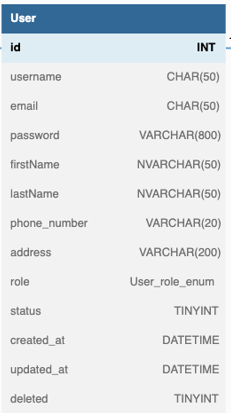 User
id INT
username CHAR(50)
email CHAR(50)
password VARCHAR(800)
firstName NVARCHAR(50)
lastName NVARCHAR(50)
phone_number VARCHAR(20)
address VARCHAR(200)
role User_role_enum
status TINYINT
created_at DATETIME
updated_at DATETIME
deleted TINYINT